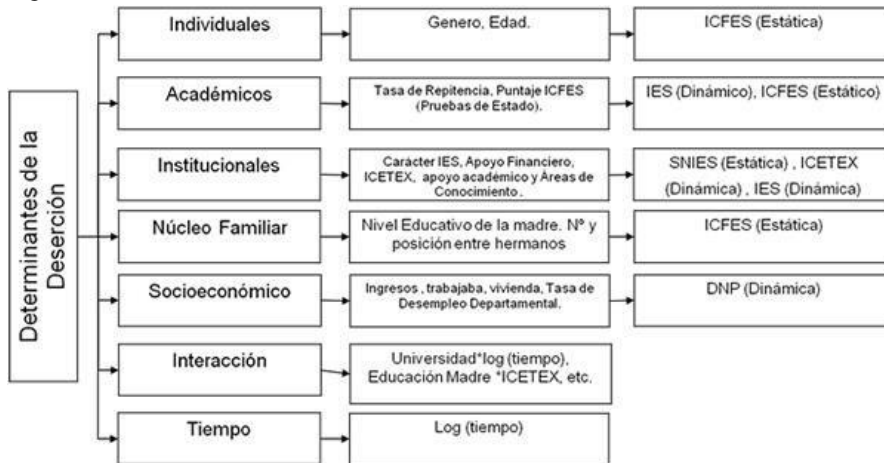 Determinantes de la
Deserción
Individuales
Genero, Edad.
ICFES (Estática)
Académicos
Tasa de Repitencia, Puntaje ICFES
(Pruebas de Estado).
IES (Dinámico), ICFES (Estático)
Institucionales
Carácter IES, Apoyo Financiero,
ICETEX, apoyo académico y Áreas de
Conocimiento.
SNIES (Estática) , ICETEX
(Dinámica) , IES (Dinámica)
Núcleo Familiar
Nivel Educativo de la madre. Nº y
posición entre hermanos
ICFES (Estática)
Socioeconómico
Ingresos , trabajaba, vivienda, Tasa de
Desempleo Departamental.
DNP (Dinámica)
Interacción
Universidad*log (tiempo),
Educación Madre *ICETEX, etc.
Tiempo
Log (tiempo)